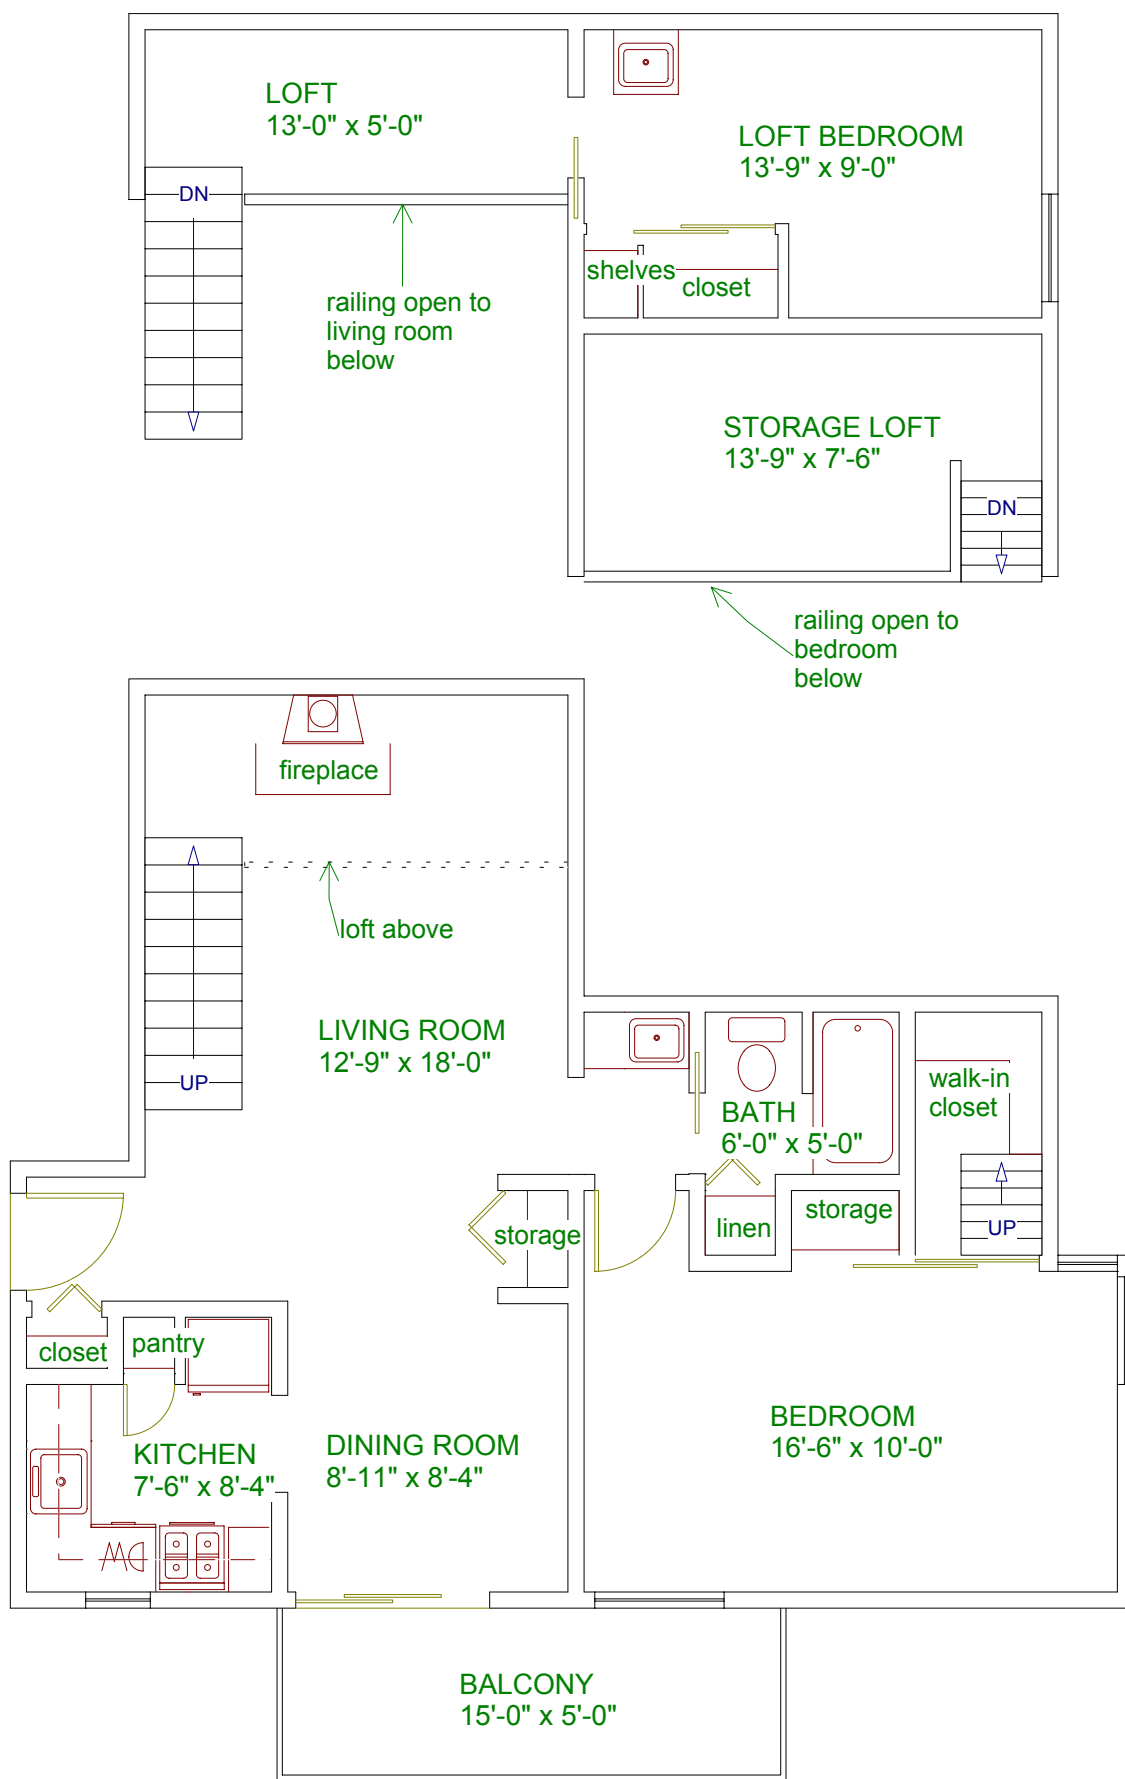 LOFT
13'-0" x 5'-0"
LOFT BEDROOM
13'-9" x 9'-0"
DN
shelves
closet
railing open to
living room
below
STORAGE LOFT
13'-9" x 7'-6"
DN
railing open to
bedroom
below
fireplace
loft above
LIVING ROOM
12'-9" x 18'-0"
UP
BATH
6'-0" x 5'-0"
walk-in
closet
storage
linen
storage
UP
closet
pantry
KITCHEN
7'-6" x 8'-4"
DINING ROOM
8'-11" x 8'-4"
BEDROOM
16'-6" x 10'-0"
DW
BALCONY
15'-0" x 5'-0"